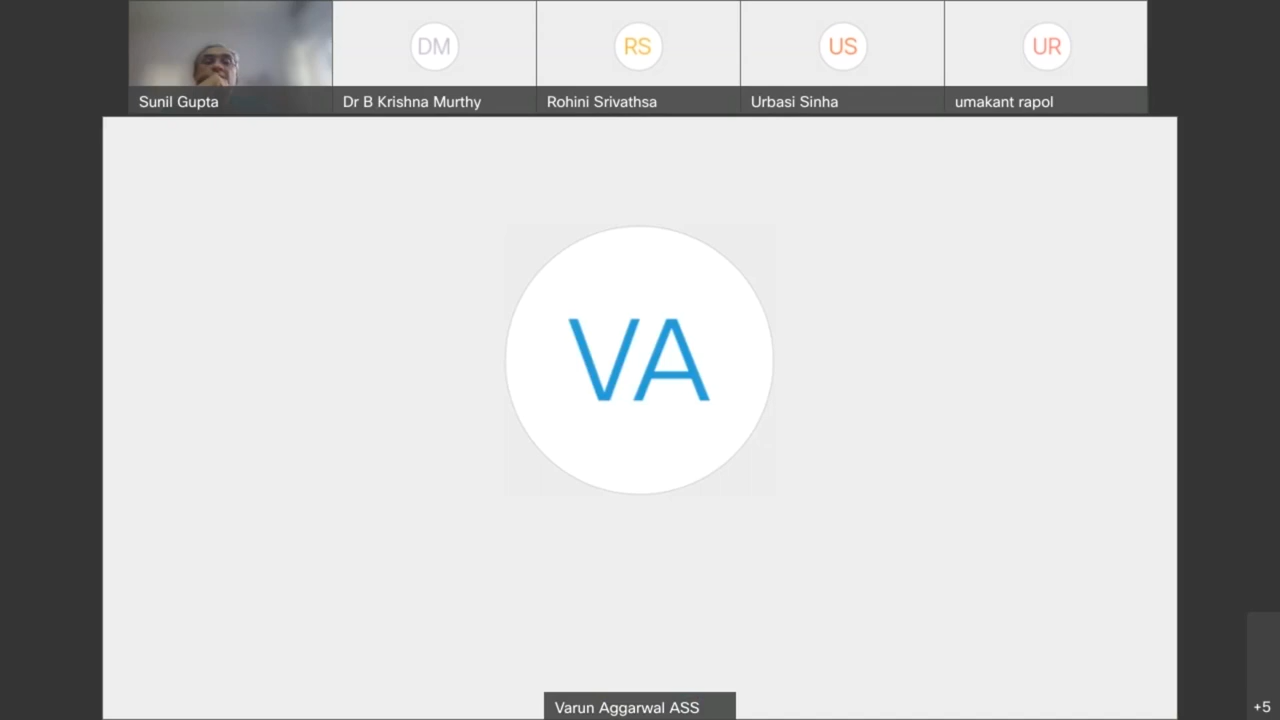 DM
RS
US
UR
Sunil Gupta
Dr B Krishna Murthy
Rohini Srivathsa
Urbasi Sinha
umakant rapol
VA
Varun Aggarwal ASS
+5